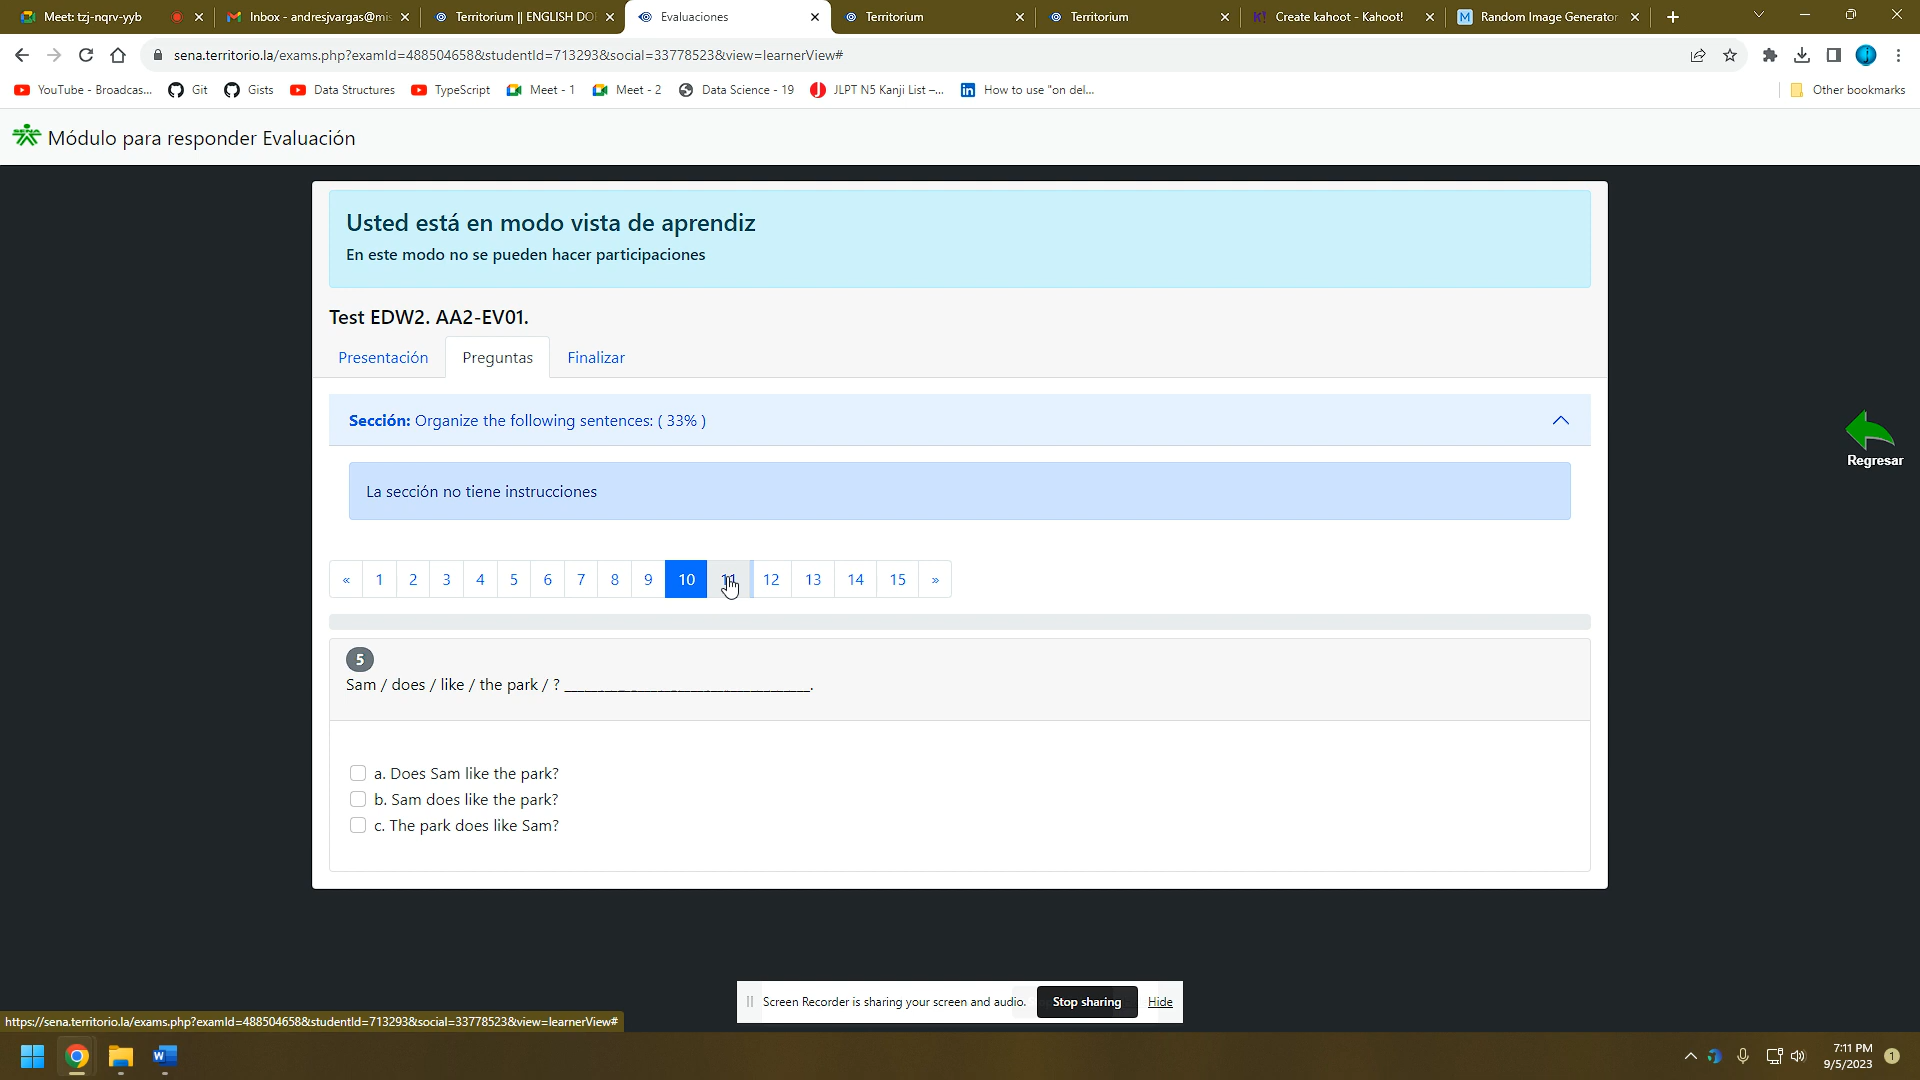 Meet: tzj-nqrv-yyb
Inbox - andresjvargas@mis
Territorium || ENGLISH DO
Evaluaciones
Territorium
Territorium
Create kahoot - Kahoot!
Random Image Generator
sena.territorio.la/exams.php?examId=488504658&studentId=713293&social=33778523&view=learnerView#
YouTube - Broadcas...
Git
Gists
Data Structures
TypeScript
Meet - 1
Meet - 2
Data Science - 19
JLPT N5 Kanji List –...
How to use "on del...
Other bookmarks
Módulo para responder Evaluación
Usted está en modo vista de aprendiz
En este modo no se pueden hacer participaciones
Test EDW2. AA2-EV01.
Presentación
Preguntas
Finalizar
Sección: Organize the following sentences: ( 33% )
Regresar
La sección no tiene instrucciones
« 1 2 3 4 5 6 7 8 9 10 11 12 13 14 15 »
5
Sam / does / like / the park / ? ______________________________.
a. Does Sam like the park?
b. Sam does like the park?
c. The park does like Sam?
Screen Recorder is sharing your screen and audio.
Stop sharing
Hide
https://sena.territorio.la/exams.php?examId=488504658&studentId=713293&social=33778523&view=learnerView#
7:11 PM
9/5/2023
1